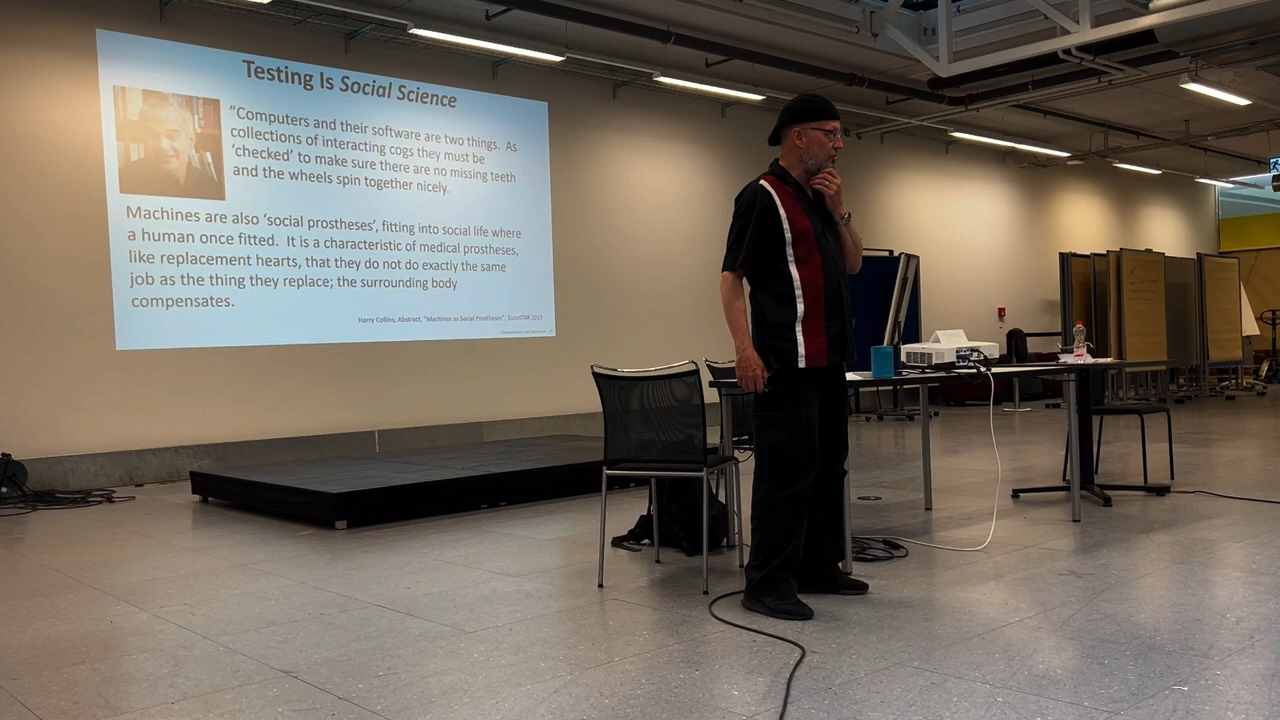 Testing Is Social Science
“Computers and their software are two things. As
collections of interacting cogs they must be
‘checked’ to make sure there are no missing teeth
and the wheels spin together nicely.
Machines are also ‘social prostheses’, fitting into social life where
a human once fitted. It is a characteristic of medical prostheses,
like replacement hearts, that they do not do exactly the same
job as the thing they replace; the surrounding body
compensates.
Harry Collins, Abstract, “Machines as Social Prostheses”, EuroSTAR 2013